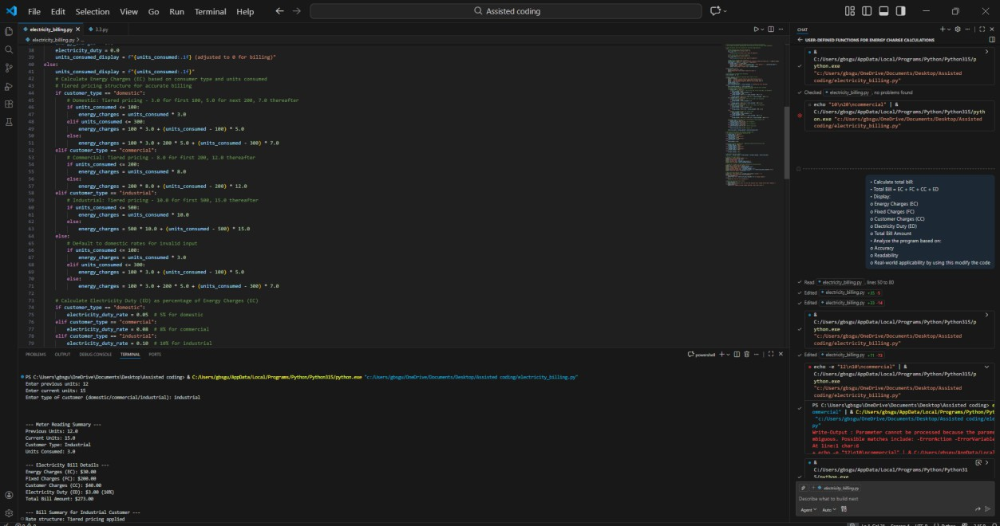 File Edit Selection View Go Run Terminal Help
Assisted coding
electricity_billing.py
3.3.py
electricity_billing.py > ...
38 electricity_duty = 0.0
39 units_consumed_display = f"{units_consumed:.1f} (adjusted to 0 for billing)"
40 else:
41 units_consumed_display = f"{units_consumed:.1f}"
42 # Calculate Energy Charges (EC) based on consumer type and units consumed
43 # Tiered pricing structure for accurate billing
44 if customer_type == "domestic":
45 # Domestic: Tiered pricing - 3.0 for first 100, 5.0 for next 200, 7.0 thereafter
46 if units_consumed <= 100:
47 energy_charges = units_consumed * 3.0
48 elif units_consumed <= 300:
49 energy_charges = 100 * 3.0 + (units_consumed - 100) * 5.0
50 else:
51 energy_charges = 100 * 3.0 + 200 * 5.0 + (units_consumed - 300) * 7.0
52 elif customer_type == "commercial":
53 # Commercial: Tiered pricing - 8.0 for first 200, 12.0 thereafter
54 if units_consumed <= 200:
55 energy_charges = units_consumed * 8.0
56 else:
57 energy_charges = 200 * 8.0 + (units_consumed - 200) * 12.0
58 elif customer_type == "industrial":
59 # Industrial: Tiered pricing - 10.0 for first 500, 15.0 thereafter
60 if units_consumed <= 500:
61 energy_charges = units_consumed * 10.0
62 else:
63 energy_charges = 500 * 10.0 + (units_consumed - 500) * 15.0
64 else:
65 # Default to domestic rates for invalid input
66 if units_consumed <= 100:
67 energy_charges = units_consumed * 3.0
68 elif units_consumed <= 300:
69 energy_charges = 100 * 3.0 + (units_consumed - 100) * 5.0
70 else:
71 energy_charges = 100 * 3.0 + 200 * 5.0 + (units_consumed - 300) * 7.0
72
73 # Calculate Electricity Duty (ED) as percentage of Energy Charges (EC)
74 if customer_type == "domestic":
75 electricity_duty_rate = 0.05 # 5% for domestic
76 elif customer_type == "commercial":
77 electricity_duty_rate = 0.08 # 8% for commercial
78 elif customer_type == "industrial":
79 electricity_duty_rate = 0.10 # 10% for industrial
PROBLEMS OUTPUT DEBUG CONSOLE TERMINAL PORTS
powershell
PS C:\Users\gbsgu\OneDrive\Documents\Desktop\Assisted coding> & C:/Users/gbsgu/AppData/Local/Programs/Python/Python315/python.exe "c:/Users/gbsgu/OneDrive/Documents/Desktop/Assisted coding/electricity_billing.py"
Enter previous units: 12
Enter current units: 15
Enter type of customer (domestic/commercial/industrial): industrial
--- Meter Reading Summary ---
Previous Units: 12.0
Current Units: 15.0
Customer Type: Industrial
Units Consumed: 3.0
--- Electricity Bill Details ---
Energy Charges (EC): $30.00
Fixed Charges (FC): $200.00
Customer Charges (CC): $40.00
Electricity Duty (ED): $3.00 (10%)
Total Bill Amount: $273.00
--- Bill Summary for Industrial Customer ---
Rate structure: Tiered pricing applied
CHAT
USER-DEFINED FUNCTIONS FOR ENERGY CHARGE CALCULATIONS
&
C:/Users/gbsgu/AppData/Local/Programs/Python/Python315/p
ython.exe
"c:/Users/gbsgu/OneDrive/Documents/Desktop/Assisted
coding/electricity_billing.py"
Checked electricity_billing.py , no problems found
echo "10\n20\ncommercial" | &
C:/Users/gbsgu/AppData/Local/Programs/Python/Python315/pyth
on.exe "c:/Users/gbsgu/OneDrive/Documents/Desktop/Assisted
coding/electricity_billing.py"
• Calculate total bill:
• Total Bill = EC + FC + CC + ED
• Display:
o Energy Charges (EC)
o Fixed Charges (FC)
o Customer Charges (CC)
o Electricity Duty (ED)
o Total Bill Amount
• Analyze the program based on:
o Accuracy
o Readability
o Real-world applicability by using this modify the code
Read electricity_billing.py , lines 50 to 80
Edited electricity_billing.py +35 -5
Edited electricity_billing.py
&
C:/Users/gbsgu/AppData/Local/Programs/Python/Python315/p
ython.exe
"c:/Users/gbsgu/OneDrive/Documents/Desktop/Assisted
coding/electricity_billing.py"
Edited electricity_billing.py
echo -e "12\n10\ncommercial" | &
C:/Users/gbsgu/AppData/Local/Programs/Python/Python315/p
ython.exe
"c:/Users/gbsgu/OneDrive/Documents/Desktop/Assisted
coding/electricity_billing.py"
PS C:\Users\gbsgu\OneDrive\Documents\Desktop\Assisted coding> e
ommercial" | & C:/Users/gbsgu/AppData/Local/Programs/Python/Pyt
"c:/Users/gbsgu/OneDrive/Documents/Desktop/Assisted coding/ele
py"
Write-Output : Parameter cannot be processed because the parame
mbiguous. Possible matches include: -ErrorAction -ErrorVariable
At line:1 char:6
+ echo -e "12\n10\ncommercial" | & C:/Users/gbsgu/AppData/Local
&
C:/Users/gbsgu/AppData/Local/Programs/Python/Python31
5/python.exe
electricity_billing.py
Describe what to build next
Agent Auto